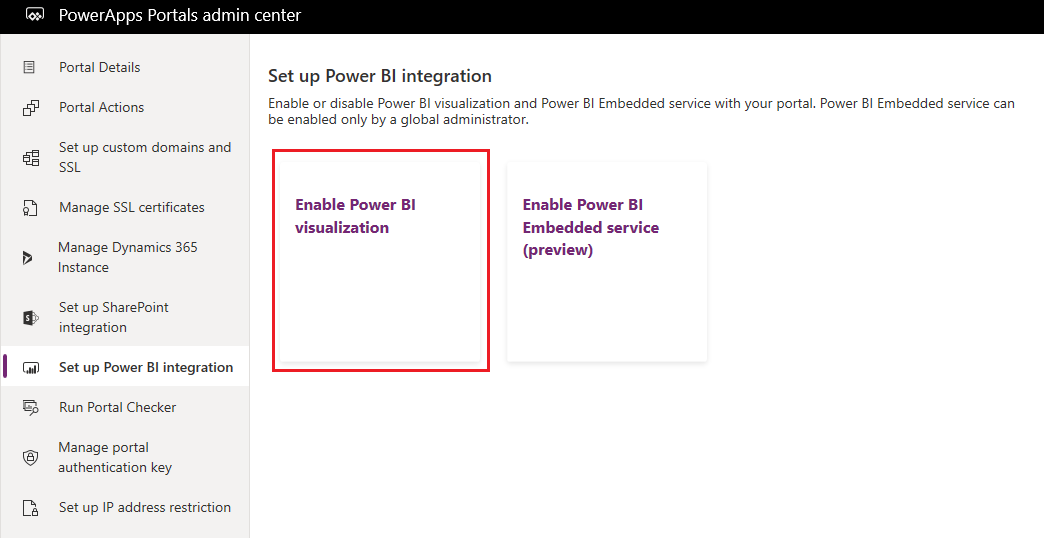 PowerApps Portals admin center
Portal Details
Portal Actions
Set up custom domains and
SSL
Manage SSL certificates
Manage Dynamics 365
Instance
Set up SharePoint
integration
Set up Power BI integration
Run Portal Checker
Manage portal
authentication key
Set up IP address restriction
Set up Power BI integration
Enable or disable Power BI visualization and Power BI Embedded service with your portal. Power BI Embedded service can
be enabled only by a global administrator.
Enable Power BI
visualization
Enable Power BI
Embedded service
(preview)